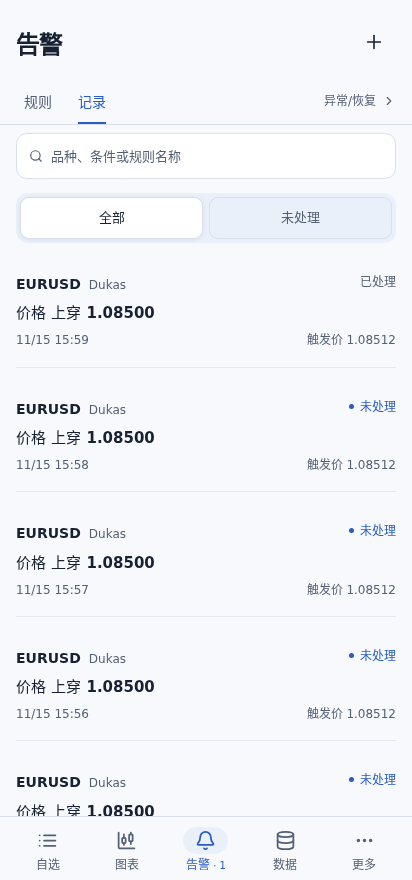 告警
规则 记录 异常/恢复
品种、条件或规则名称
全部 未处理
EURUSD Dukas 已处理
价格 上穿 1.08500
11/15 15:59 触发价 1.08512
EURUSD Dukas 未处理
价格 上穿 1.08500
11/15 15:58 触发价 1.08512
EURUSD Dukas 未处理
价格 上穿 1.08500
11/15 15:57 触发价 1.08512
EURUSD Dukas 未处理
价格 上穿 1.08500
11/15 15:56 触发价 1.08512
EURUSD Dukas 未处理
价格 上穿 1.08500
自选 图表 告警 · 1 数据 更多